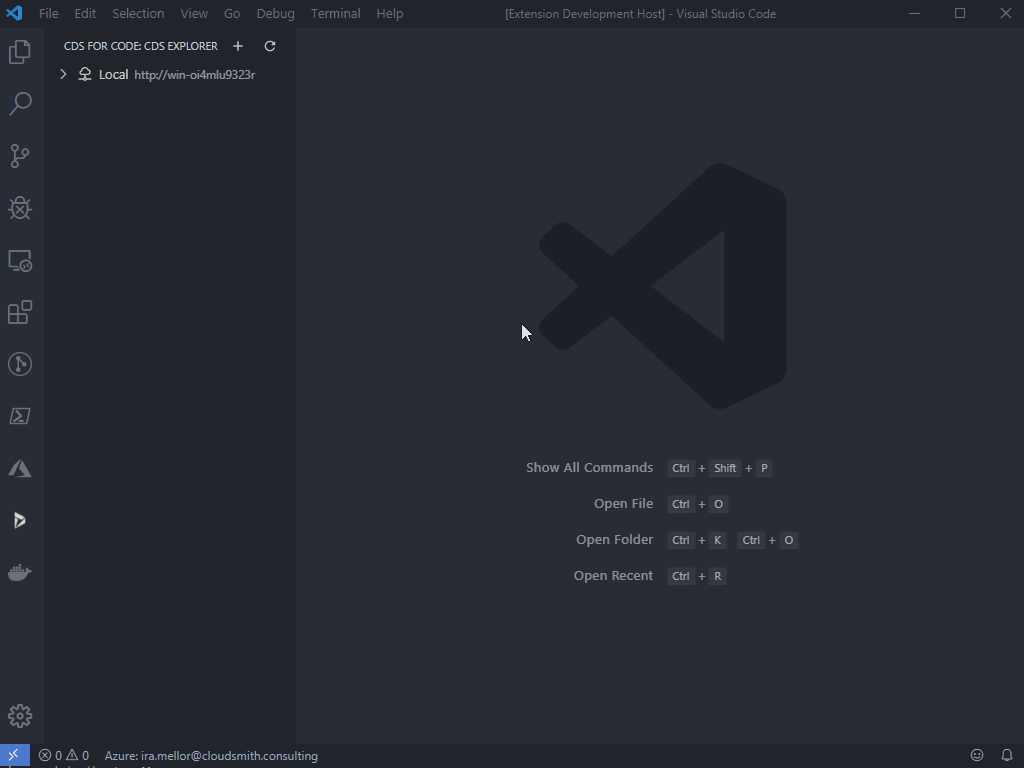 File Edit Selection View Go Debug Terminal Help [Extension Development Host] - Visual Studio Code
CDS FOR CODE: CDS EXPLORER
Local http://win-oi4mlu9323r
Show All Commands Ctrl + Shift + P
Open File Ctrl + O
Open Folder Ctrl + K Ctrl + O
Open Recent Ctrl + R
0 0 Azure: ira.mellor@cloudsmith.consulting